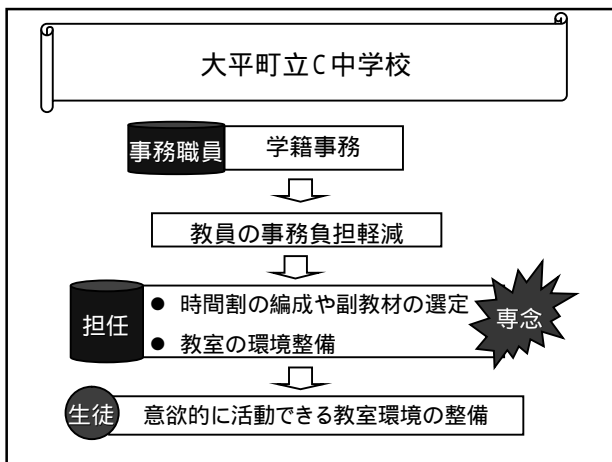 大平町立C中学校
事務職員 学籍事務
教員の事務負担軽減
担任
● 時間割の編成や副教材の選定
● 教室の環境整備
専念
生徒 意欲的に活動できる教室環境の整備